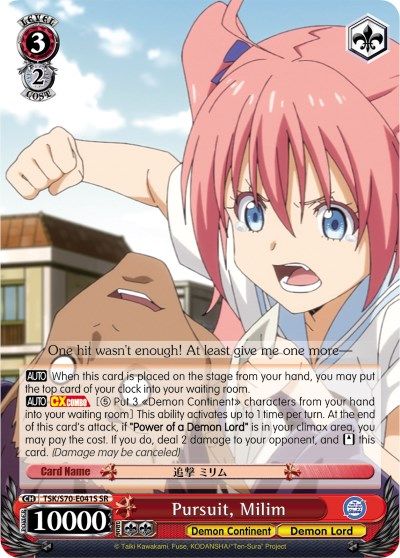 LEVEL
3
2
COST
One hit wasn't enough! At least give me one more—
AUTO When this card is placed on the stage from your hand, you may put
the top card of your clock into your waiting room.
AUTO CXCOMBO [⑤ Put 3 «Demon Continent» characters from your hand
into your waiting room] This ability activates up to 1 time per turn. At the end
of this card's attack, if "Power of a Demon Lord" is in your climax area, you
may pay the cost. If you do, deal 2 damage to your opponent, and this
card. (Damage may be canceled)
Card Name 追撃 ミリム
CH TSK/S70-E041S SR
POWER 10000 Pursuit, Milim
Demon Continent Demon Lord
© Taiki Kawakami, Fuse, KODANSHA/"Ten-Sura" Project